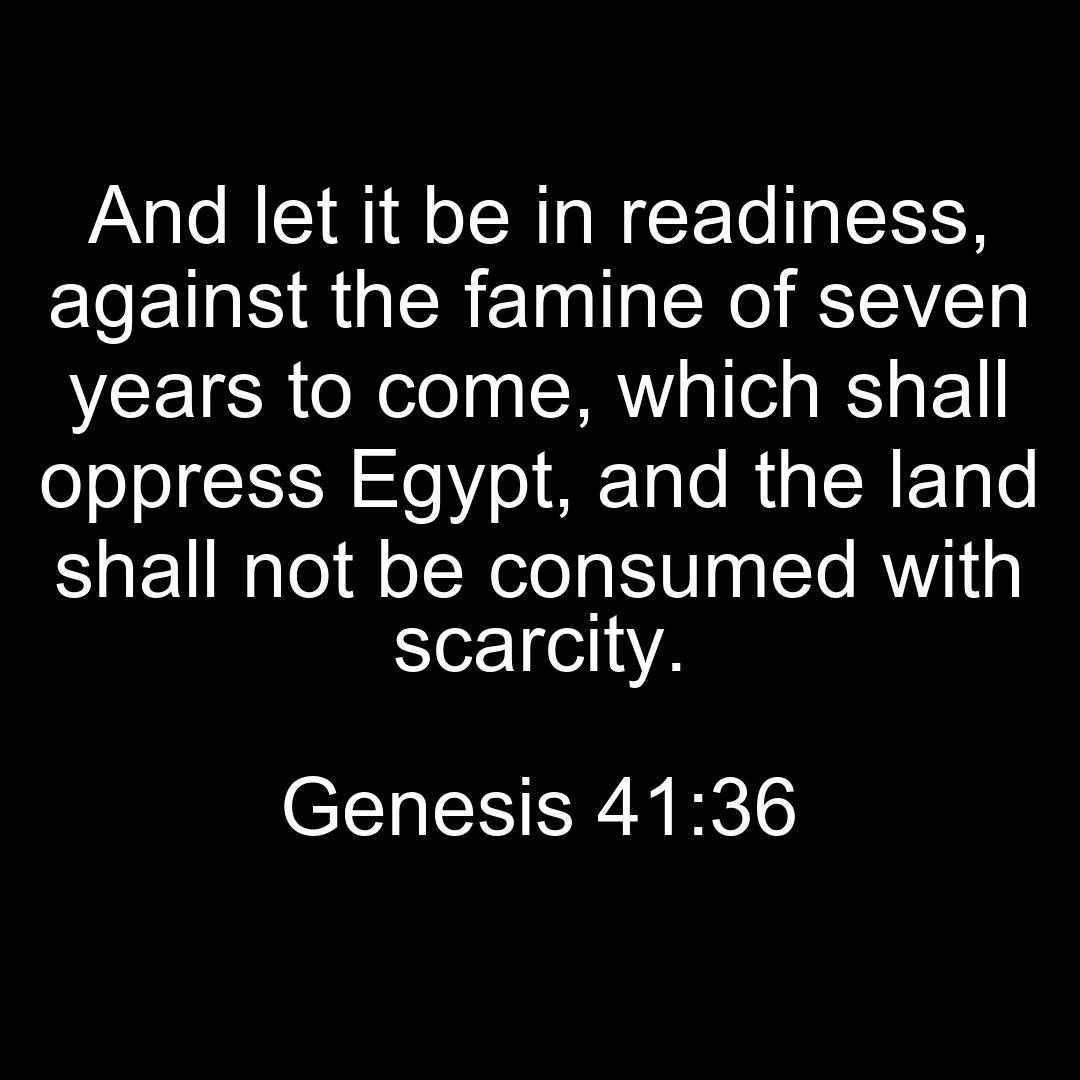 And let it be in readiness,
against the famine of seven
years to come, which shall
oppress Egypt, and the land
shall not be consumed with
scarcity.
Genesis 41:36